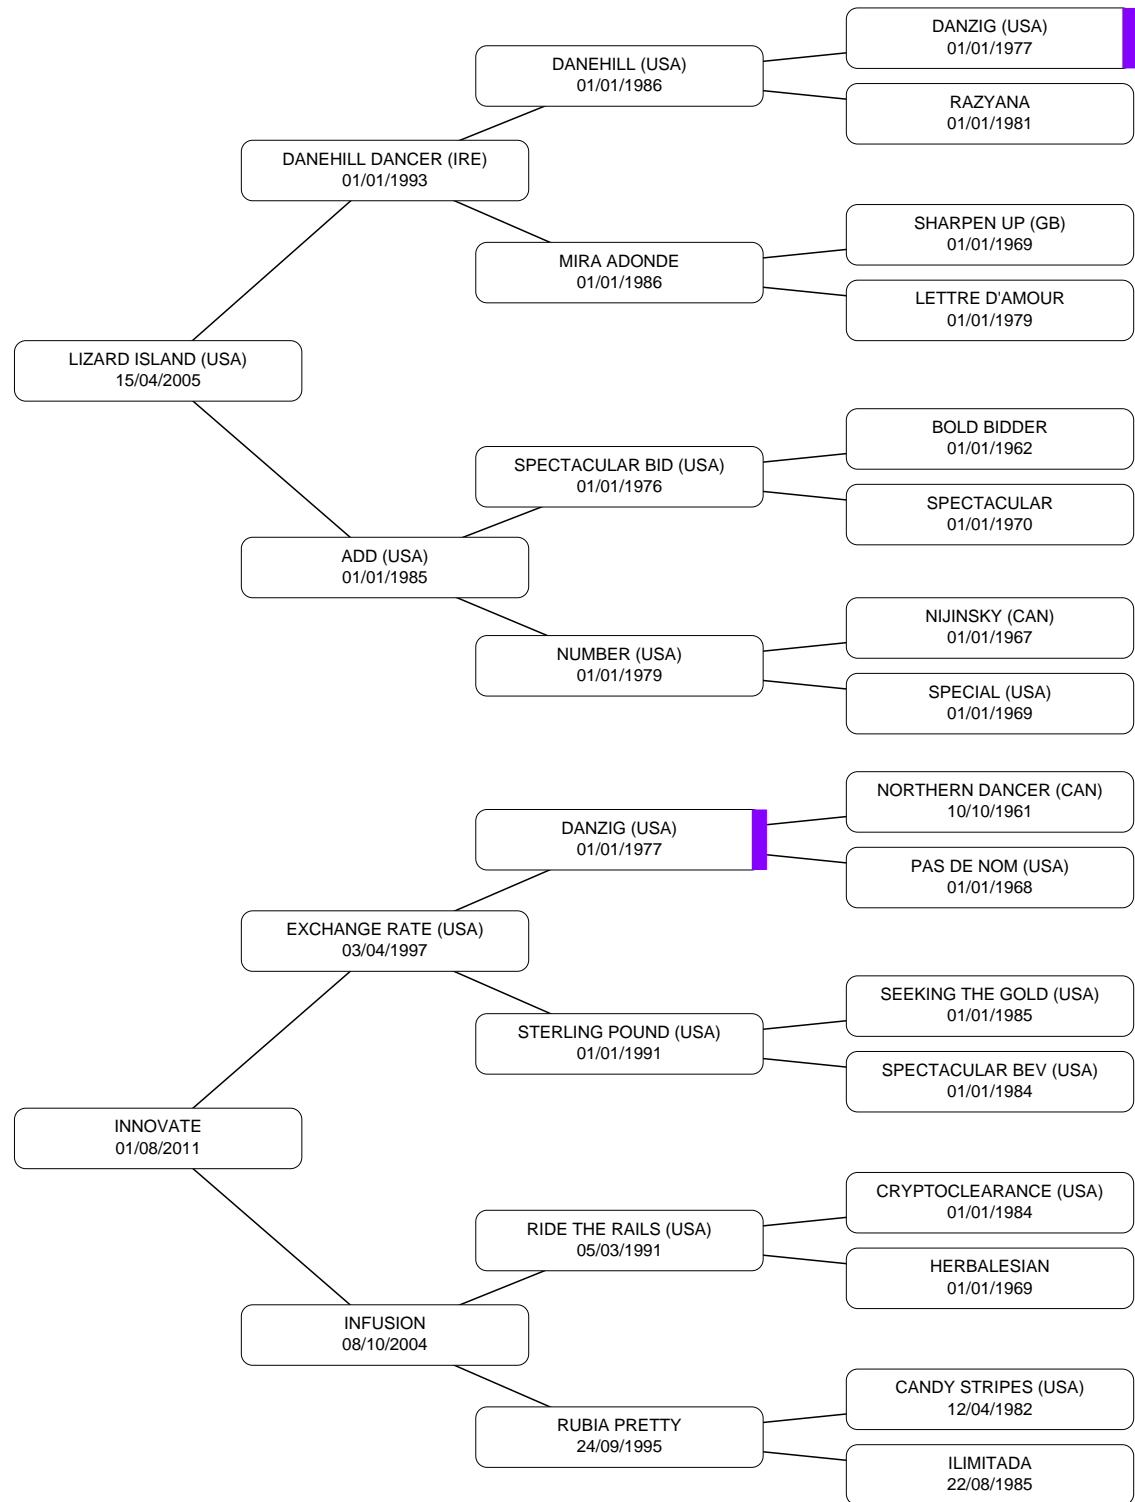 DANZIG (USA)
01/01/1977
DANEHILL (USA)
01/01/1986
RAZYANA
01/01/1981
DANEHILL DANCER (IRE)
01/01/1993
SHARPEN UP (GB)
01/01/1969
MIRA ADONDE
01/01/1986
LETTRE D'AMOUR
01/01/1979
LIZARD ISLAND (USA)
15/04/2005
BOLD BIDDER
01/01/1962
SPECTACULAR BID (USA)
01/01/1976
SPECTACULAR
01/01/1970
ADD (USA)
01/01/1985
NIJINSKY (CAN)
01/01/1967
NUMBER (USA)
01/01/1979
SPECIAL (USA)
01/01/1969
NORTHERN DANCER (CAN)
10/10/1961
DANZIG (USA)
01/01/1977
PAS DE NOM (USA)
01/01/1968
EXCHANGE RATE (USA)
03/04/1997
SEEKING THE GOLD (USA)
01/01/1985
STERLING POUND (USA)
01/01/1991
SPECTACULAR BEV (USA)
01/01/1984
INNOVATE
01/08/2011
CRYPTOCLEARANCE (USA)
01/01/1984
RIDE THE RAILS (USA)
05/03/1991
HERBALESIAN
01/01/1969
INFUSION
08/10/2004
CANDY STRIPES (USA)
12/04/1982
RUBIA PRETTY
24/09/1995
ILIMITADA
22/08/1985